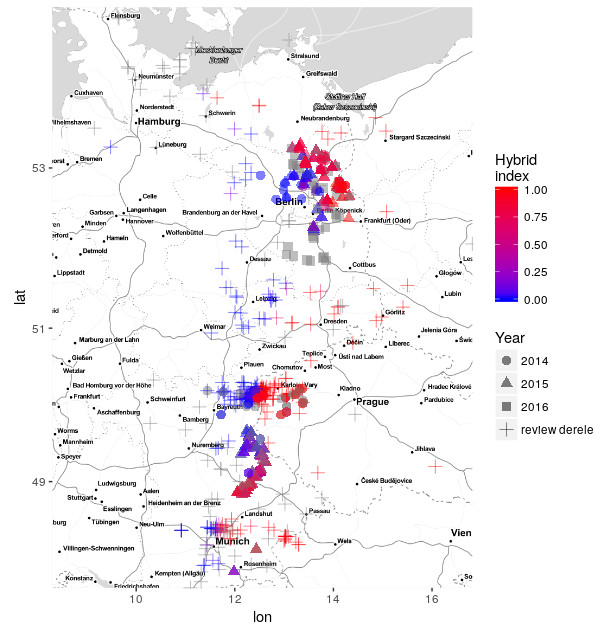 Flensburg
Mecklenburger
Bucht
Stralsund
Greifswald
Neumünster
Cuxhaven
Stettiner Haff
Norderstedt
Schwerin
Hamburg
Neubrandenburg
Stargard Szczeciński
Lüneburg
Bremen
53
Celle
Berlin
Garbsen
Langenhagen
Brandenburg an der Havel
Berlin Köpenick
Minden
Hannover
Frankfurt (Oder)
Hameln
Wolfenbüttel
Detmold
Dessau
Cottbus
Lippstadt
Glogów
Leipzig
Lubin
Görlitz
51
Weimar
Dresden
Jelenia Góra
Marburg an der Lahn
Zwickau
Děčín
Liberec
Gießen
Teplice
Ústí nad Labem
Wetzlar
Fulda
Plauen
Chomutov
Most
Bad Homburg vor der Höhe
Karlovy Vary
Kladno
Hradec Králové
Frankfurt
Schweinfurt
Prague
Pardubice
Aschaffenburg
Bayreuth
Bamberg
Worms
Mannheim
Nuremburg
Jihlava
Speyer
49
Ludwigsburg
České Budějovice
Stuttgart
Aalen
Esslingen
Heidenheim an der Brenz
Landshut
Passau
Tübingen
Neu-Ulm
Vien
Munich
Wels
Villingen-Schwenningen
Rosenheim
Konstanz
Kempten (Allgäu)
Friedrichshafen
10
12
14
16
lon
lat
Hybrid
index
1.00
0.75
0.50
0.25
0.00
Year
2014
2015
2016
review derele